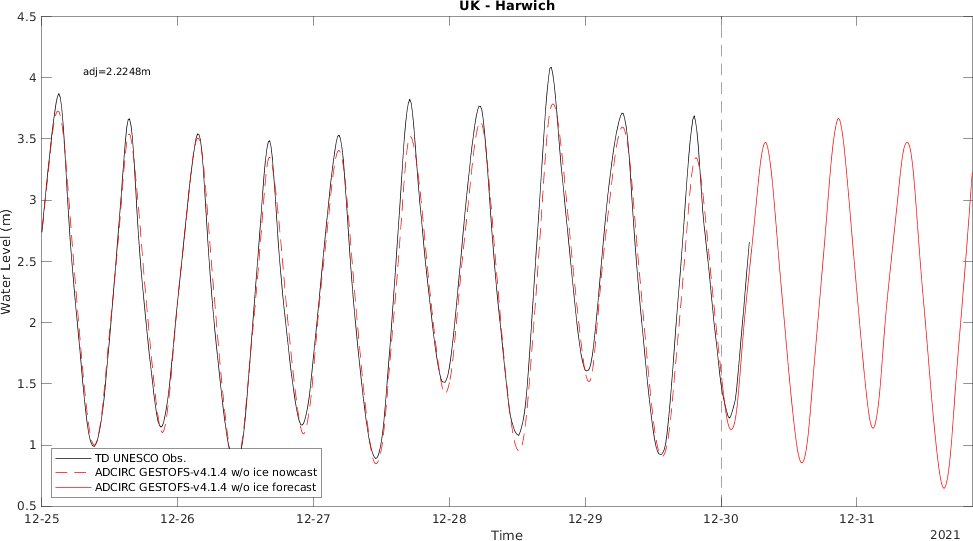 UK - Harwich
4.5
4
3.5
3
2.5
2
1.5
1
0.5
Water Level (m)
adj=2.2248m
TD UNESCO Obs.
ADCIRC GESTOFS-v4.1.4 w/o ice nowcast
ADCIRC GESTOFS-v4.1.4 w/o ice forecast
12-25 12-26 12-27 12-28 12-29 12-30 12-31
Time
2021